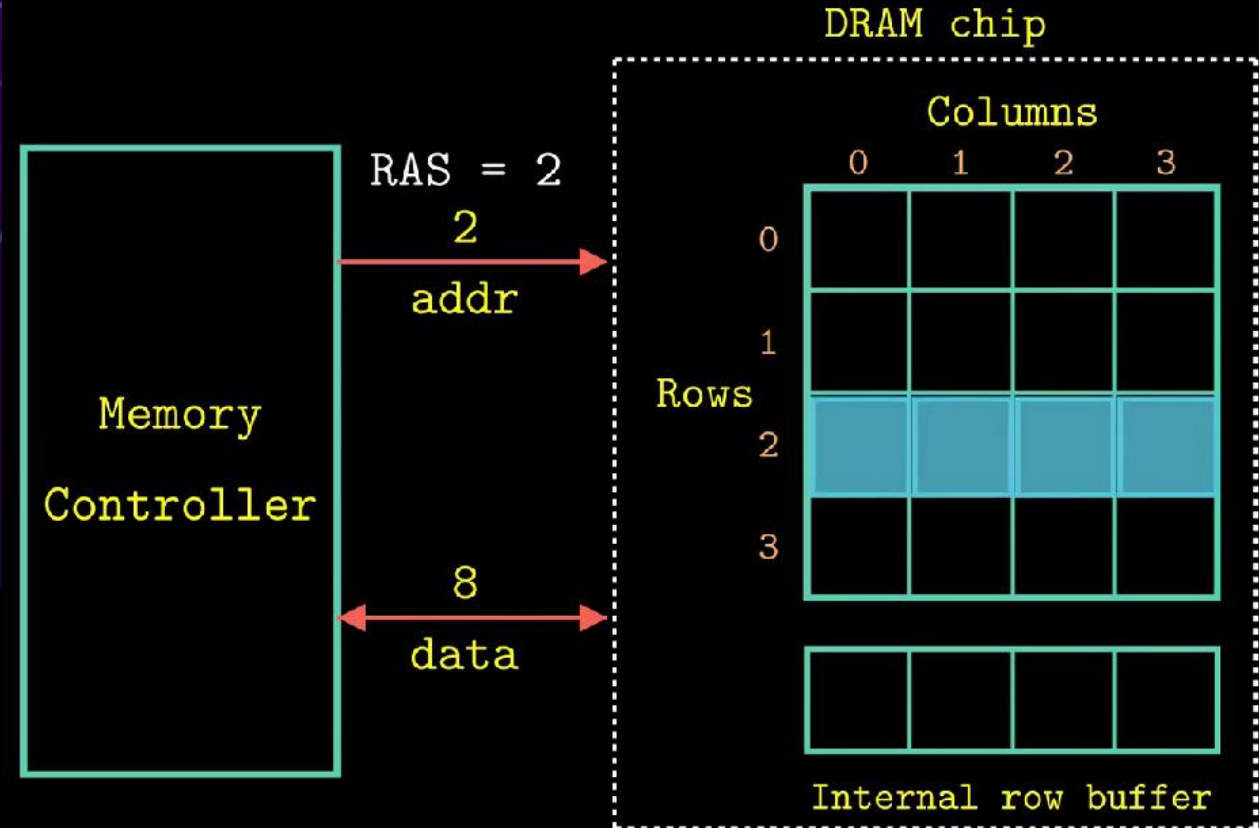 DRAM chip
Columns
0 1 2 3
RAS = 2
2
addr
0
1
Rows
2
3
Memory
Controller
8
data
Internal row buffer